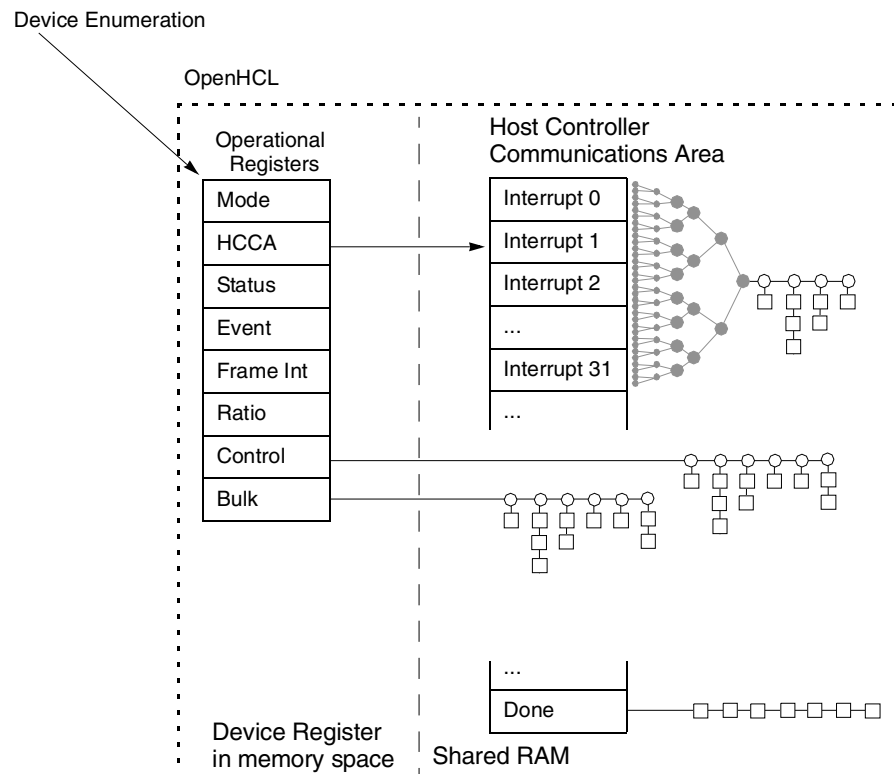 Device Enumeration
OpenHCI
Operational
Registers
Mode
HCCA
Status
Event
Frame Int
Ratio
Control
Bulk
Device Register
in memory space
Host Controller
Communications Area
Interrupt 0
Interrupt 1
Interrupt 2
...
Interrupt 31
...
...
Done
Shared RAM